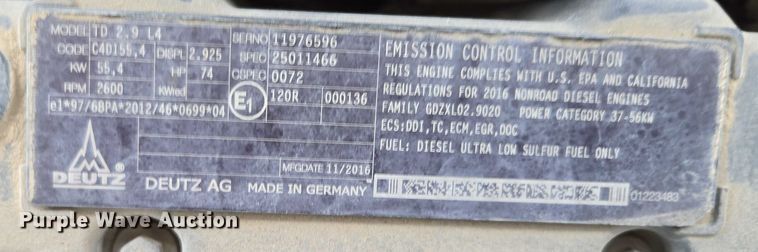 MODEL TD 2.9 L4
CODE C4DI55,4 DISPL 2.925
KW 55,4 HP 74
RPM 2600 KWied
e1*97/68PA*2012/46*0699*04
SERNO 11976596
SPEC 25011466
CSPEC 0072
E1 120R 000136
MFGDATE 11/2016
DEUTZ
DEUTZ AG MADE IN GERMANY
EMISSION CONTROL INFORMATION
THIS ENGINE COMPLIES WITH U.S. EPA AND CALIFORNIA
REGULATIONS FOR 2016 NONROAD DIESEL ENGINES
FAMILY GDZXL02.9020 POWER CATEGORY 37-56KW
ECS:DDI,TC,ECM,EGR,OOC
FUEL: DIESEL ULTRA LOW SULFUR FUEL ONLY
01223483
Purple Wave Auction